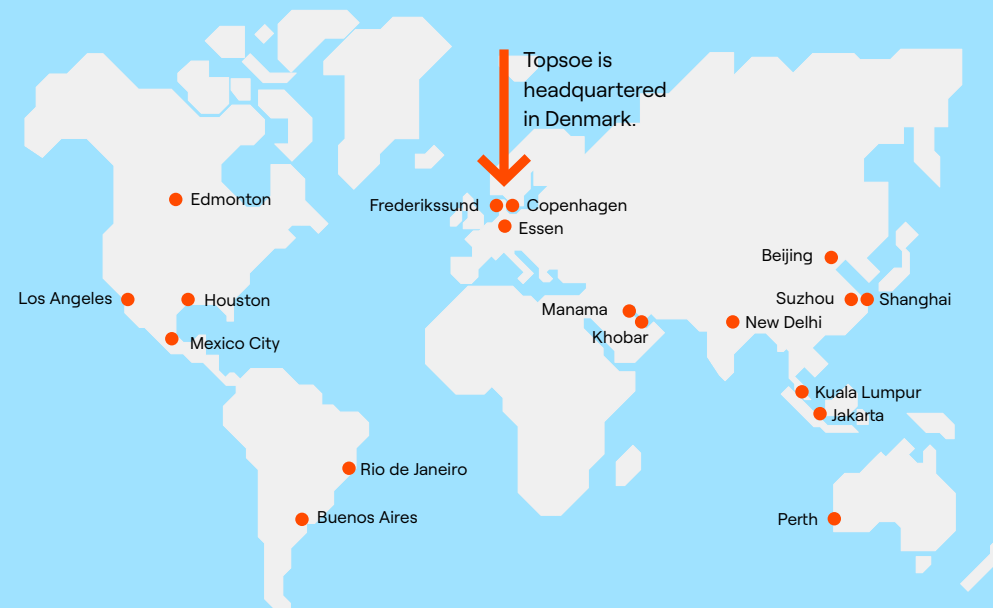 Topsoe is
headquartered
in Denmark.
Edmonton
Frederikssund
Copenhagen
Essen
Beijing
Los Angeles
Houston
Suzhou
Shanghai
Manama
New Delhi
Khobar
Mexico City
Kuala Lumpur
Jakarta
Rio de Janeiro
Buenos Aires
Perth